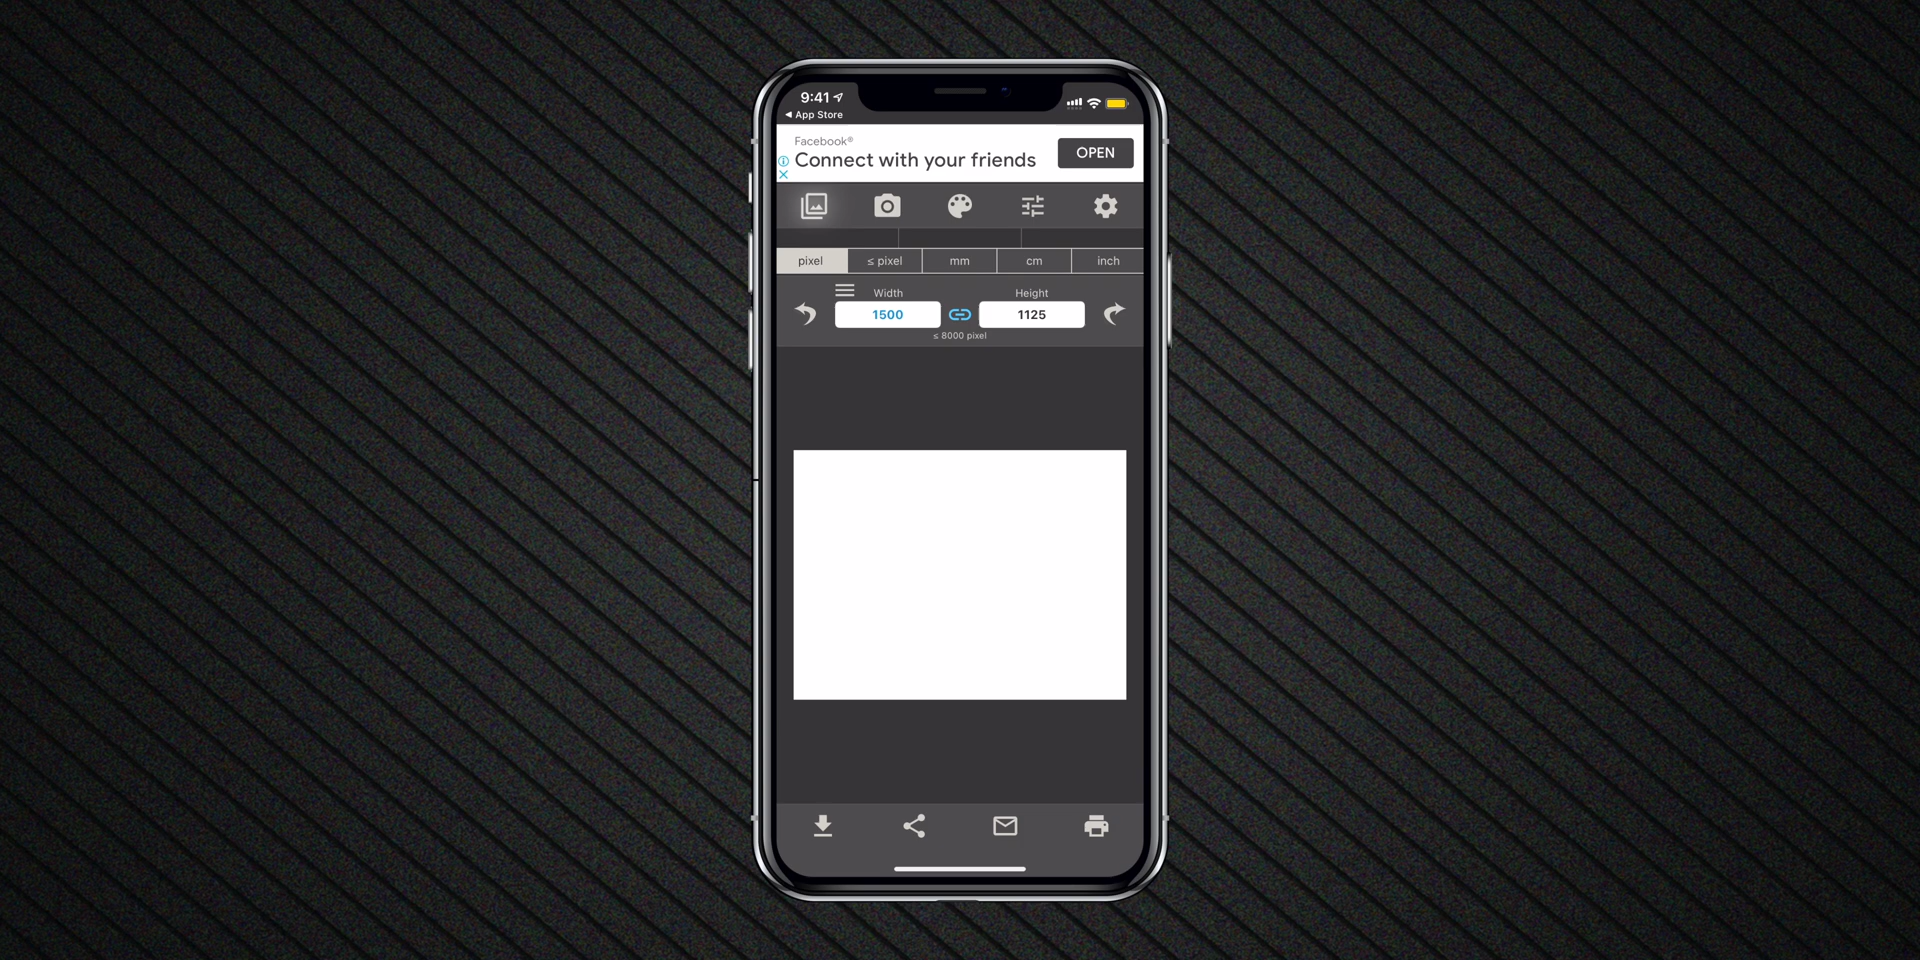 9:41
◀ App Store
Facebook®
Connect with your friends
OPEN
pixel
≤ pixel
mm
cm
inch
Width
Height
1500
1125
≤ 8000 pixel